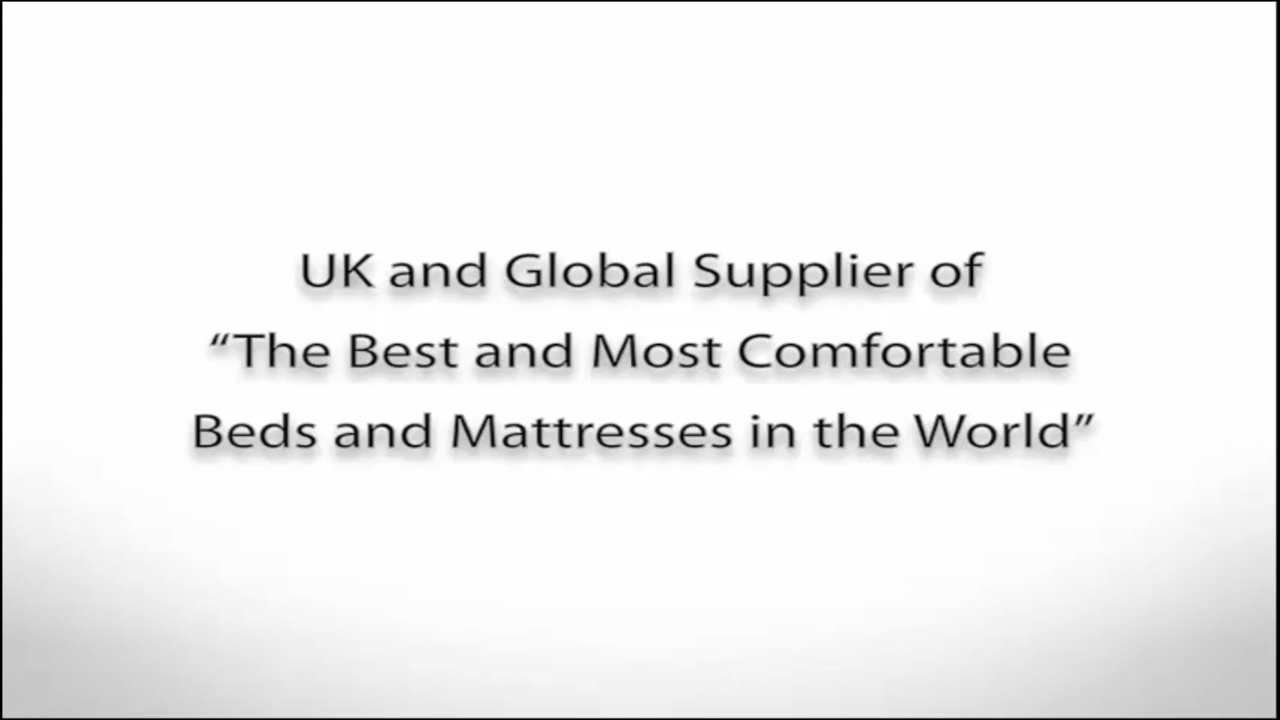 UK and Global Supplier of
“The Best and Most Comfortable
Beds and Mattresses in the World”